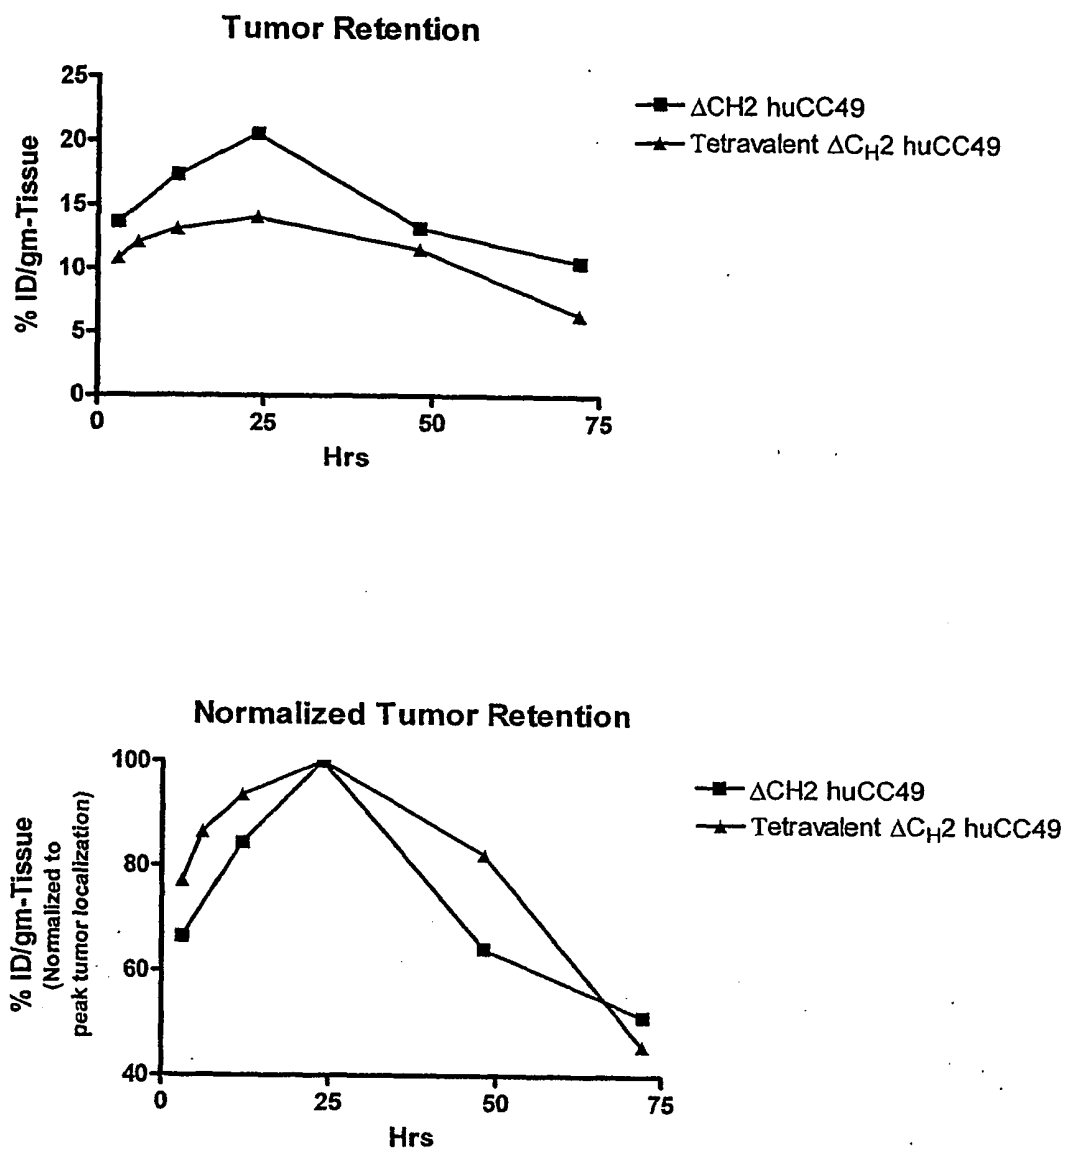 Tumor Retention
25
20
15
10
5
0
% ID/gm-Tissue
0 25 50 75
Hrs
ΔCH2 huCC49
Tetravalent ΔC_H2 huCC49
Normalized Tumor Retention
100
80
60
40
% ID/gm-Tissue
(Normalized to
peak tumor localization)
0 25 50 75
Hrs
ΔCH2 huCC49
Tetravalent ΔC_H2 huCC49